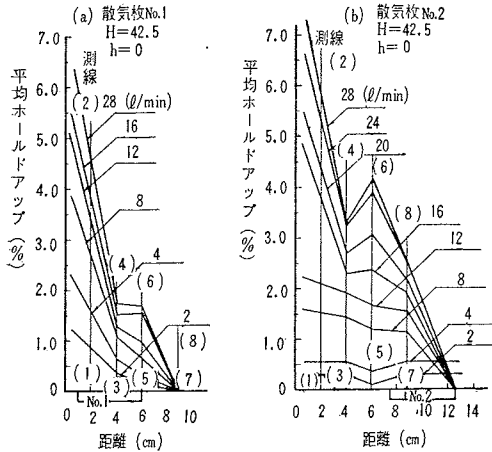 (a) 散気枚No.1
H=42.5
h=0
測線
(2)
28 (ℓ/min)
16
12
8
4
(4)
(6)
2
(8)
(1)
(3)
(5)
(7)
No.1
7.0
6.0
5.0
4.0
3.0
2.0
1.0
0
平均ホールドアップ (%)
0 2 4 6 8 10
距離 (cm)
(b) 散気枚No.2
H=42.5
h=0
測線
(2)
28 (ℓ/min)
24
(4)
20
(6)
(8)
16
12
8
4
2
(5)
(1)
(3)
(7)
No.2
7.0
6.0
5.0
4.0
3.0
2.0
1.0
0
平均ホールドアップ (%)
0 2 4 6 8 10 12 14
距離 (cm)